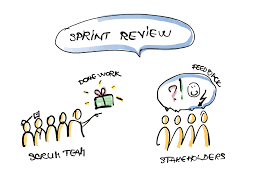 SPRINT REVIEW
DONE WORK
FEEDBACK
?!
SCRUM TEAM
STAKEHOLDERS